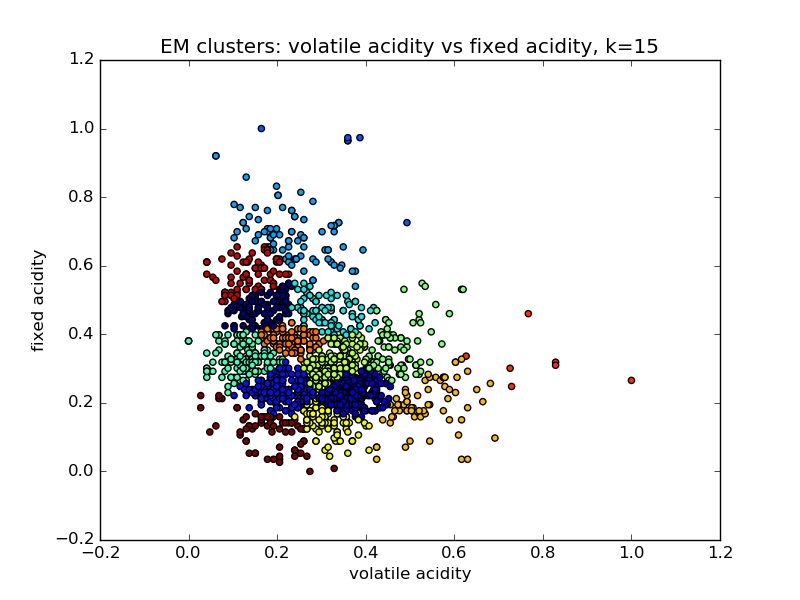 EM clusters: volatile acidity vs fixed acidity, k=15
1.2
1.0
0.8
0.6
0.4
0.2
0.0
−0.2
fixed acidity
−0.2 0.0 0.2 0.4 0.6 0.8 1.0 1.2
volatile acidity